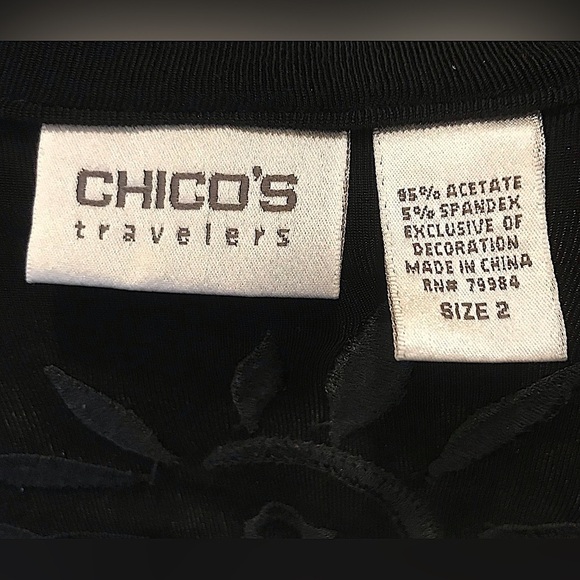 CHICO'S
travelers
95% ACETATE
5% SPANDEX
EXCLUSIVE OF
DECORATION
MADE IN CHINA
RN# 79984
SIZE 2